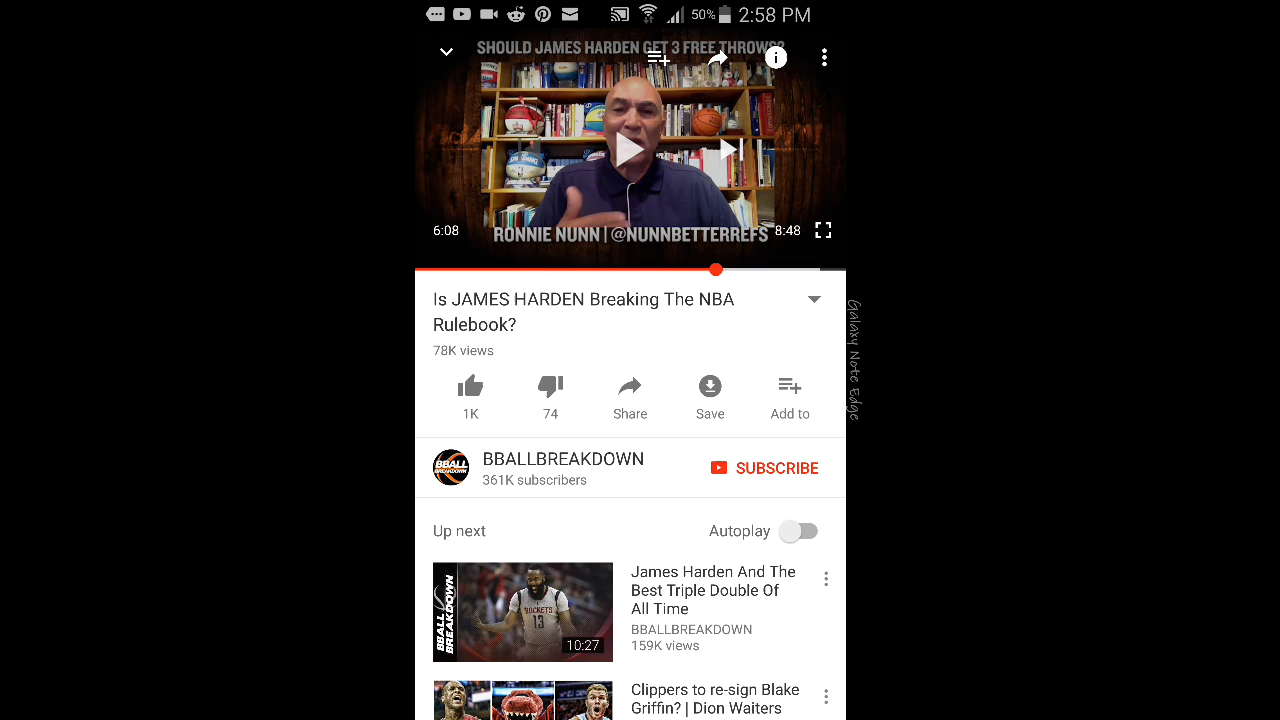 50% 2:58 PM
SHOULD JAMES HARDEN GET 3 FREE THROWS?
6:08
8:48
RONNIE NUNN | @NUNNBETTERREFS
Is JAMES HARDEN Breaking The NBA
Rulebook?
78K views
1K
74
Share
Save
Add to
Galaxy Note Edge
BBALL
BREAKDOWN
BBALLBREAKDOWN
361K subscribers
SUBSCRIBE
Up next
Autoplay
BBALL
BREAKDOWN
ROCKETS
13
10:27
James Harden And The
Best Triple Double Of
All Time
BBALLBREAKDOWN
159K views
Clippers to re-sign Blake
Griffin? | Dion Waiters